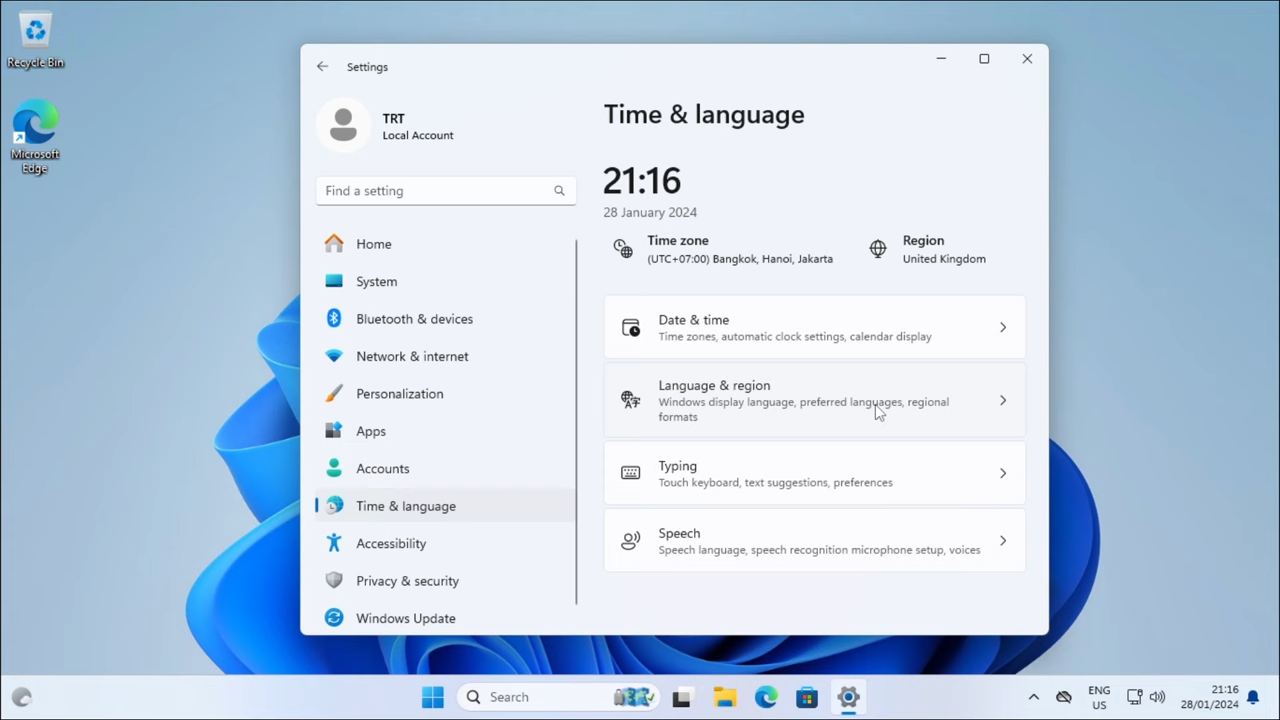 Recycle Bin
Microsoft
Edge
Settings
TRT
Local Account
Find a setting
Home
System
Bluetooth & devices
Network & internet
Personalization
Apps
Accounts
Time & language
Accessibility
Privacy & security
Windows Update
Time & language
21:16
28 January 2024
Time zone
(UTC+07:00) Bangkok, Hanoi, Jakarta
Region
United Kingdom
Date & time
Time zones, automatic clock settings, calendar display
Language & region
Windows display language, preferred languages, regional
formats
Typing
Touch keyboard, text suggestions, preferences
Speech
Speech language, speech recognition microphone setup, voices
Search
ENG
US
21:16
28/01/2024